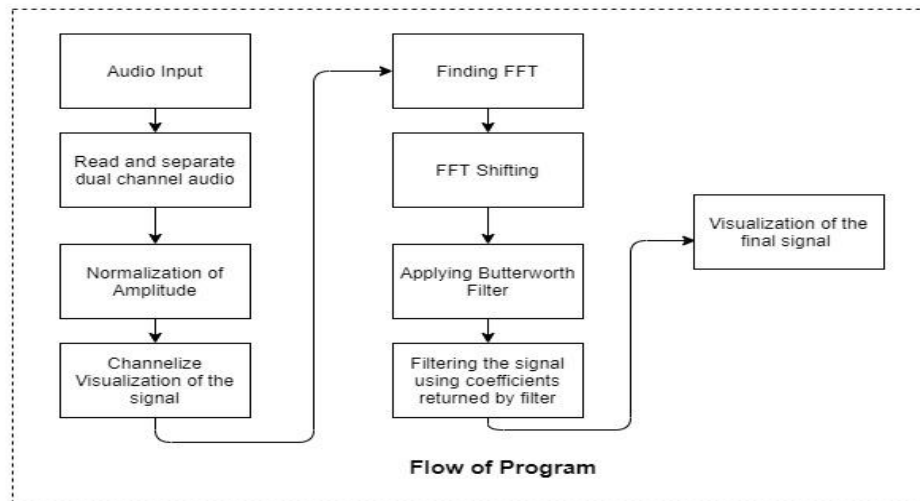 Audio Input
Read and separate
dual channel audio
Normalization of
Amplitude
Channelize
Visualization of the
signal
Finding FFT
FFT Shifting
Applying Butterworth
Filter
Filtering the signal
using coefficients
returned by filter
Visualization of the
final signal
Flow of Program